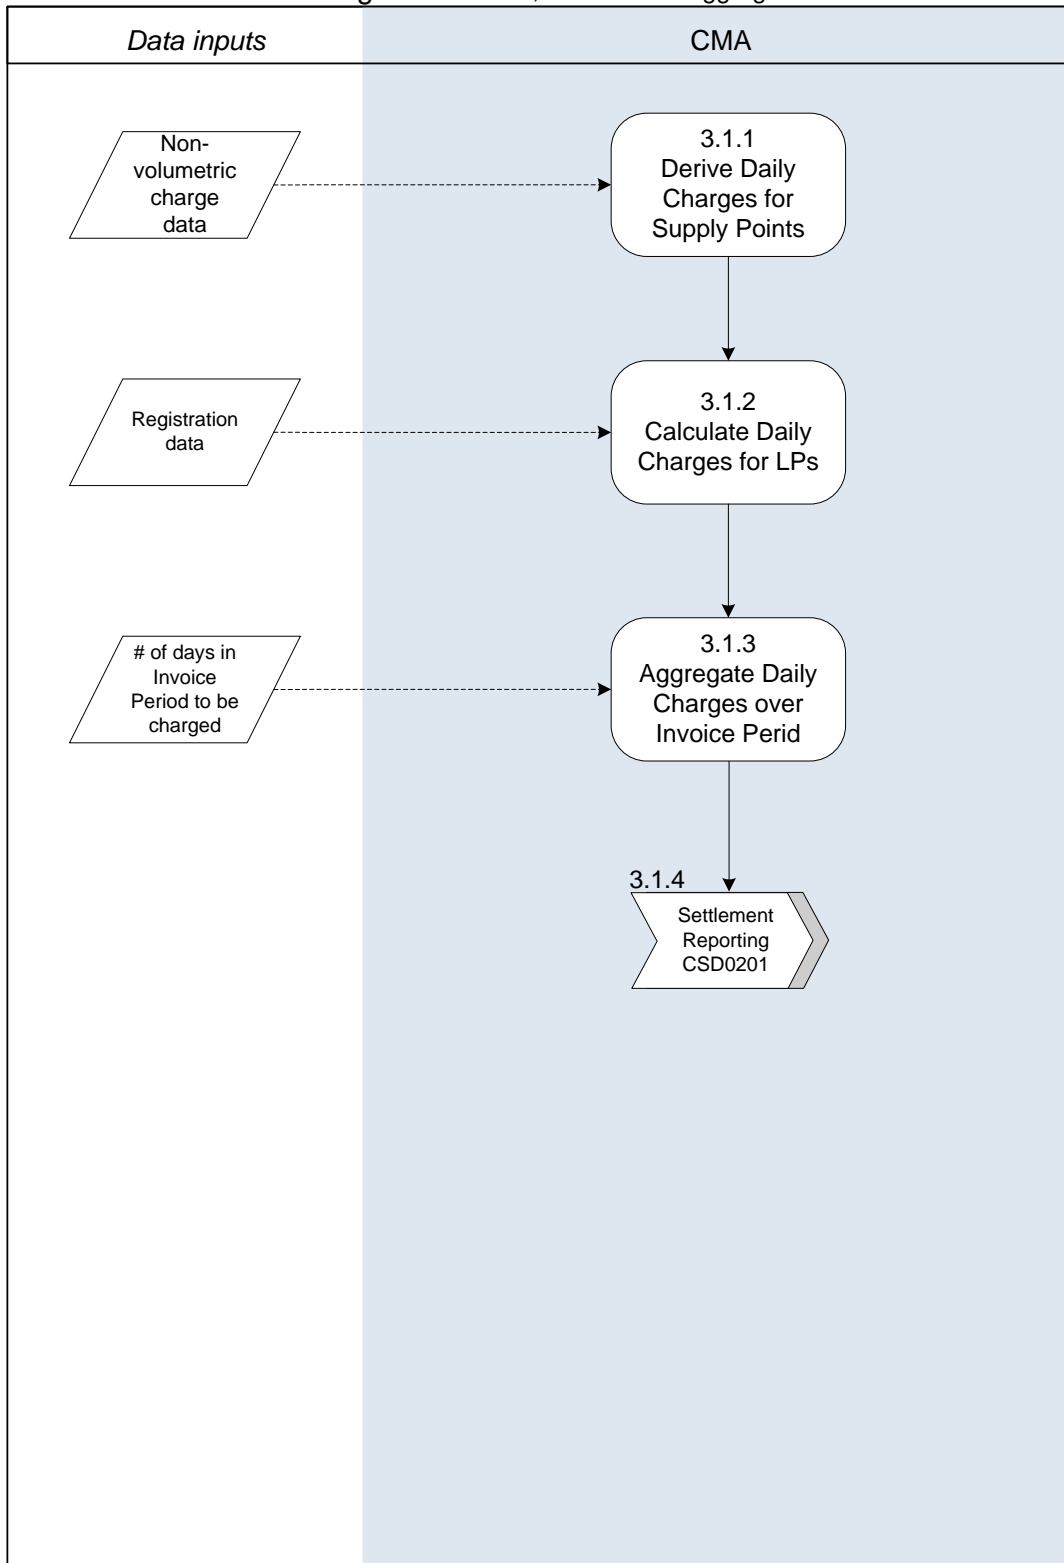 Data inputs
CMA
Non-
volumetric
charge
data
3.1.1
Derive Daily
Charges for
Supply Points
Registration
data
3.1.2
Calculate Daily
Charges for LPs
# of days in
Invoice
Period to be
charged
3.1.3
Aggregate Daily
Charges over
Invoice Perid
3.1.4
Settlement
Reporting
CSD0201